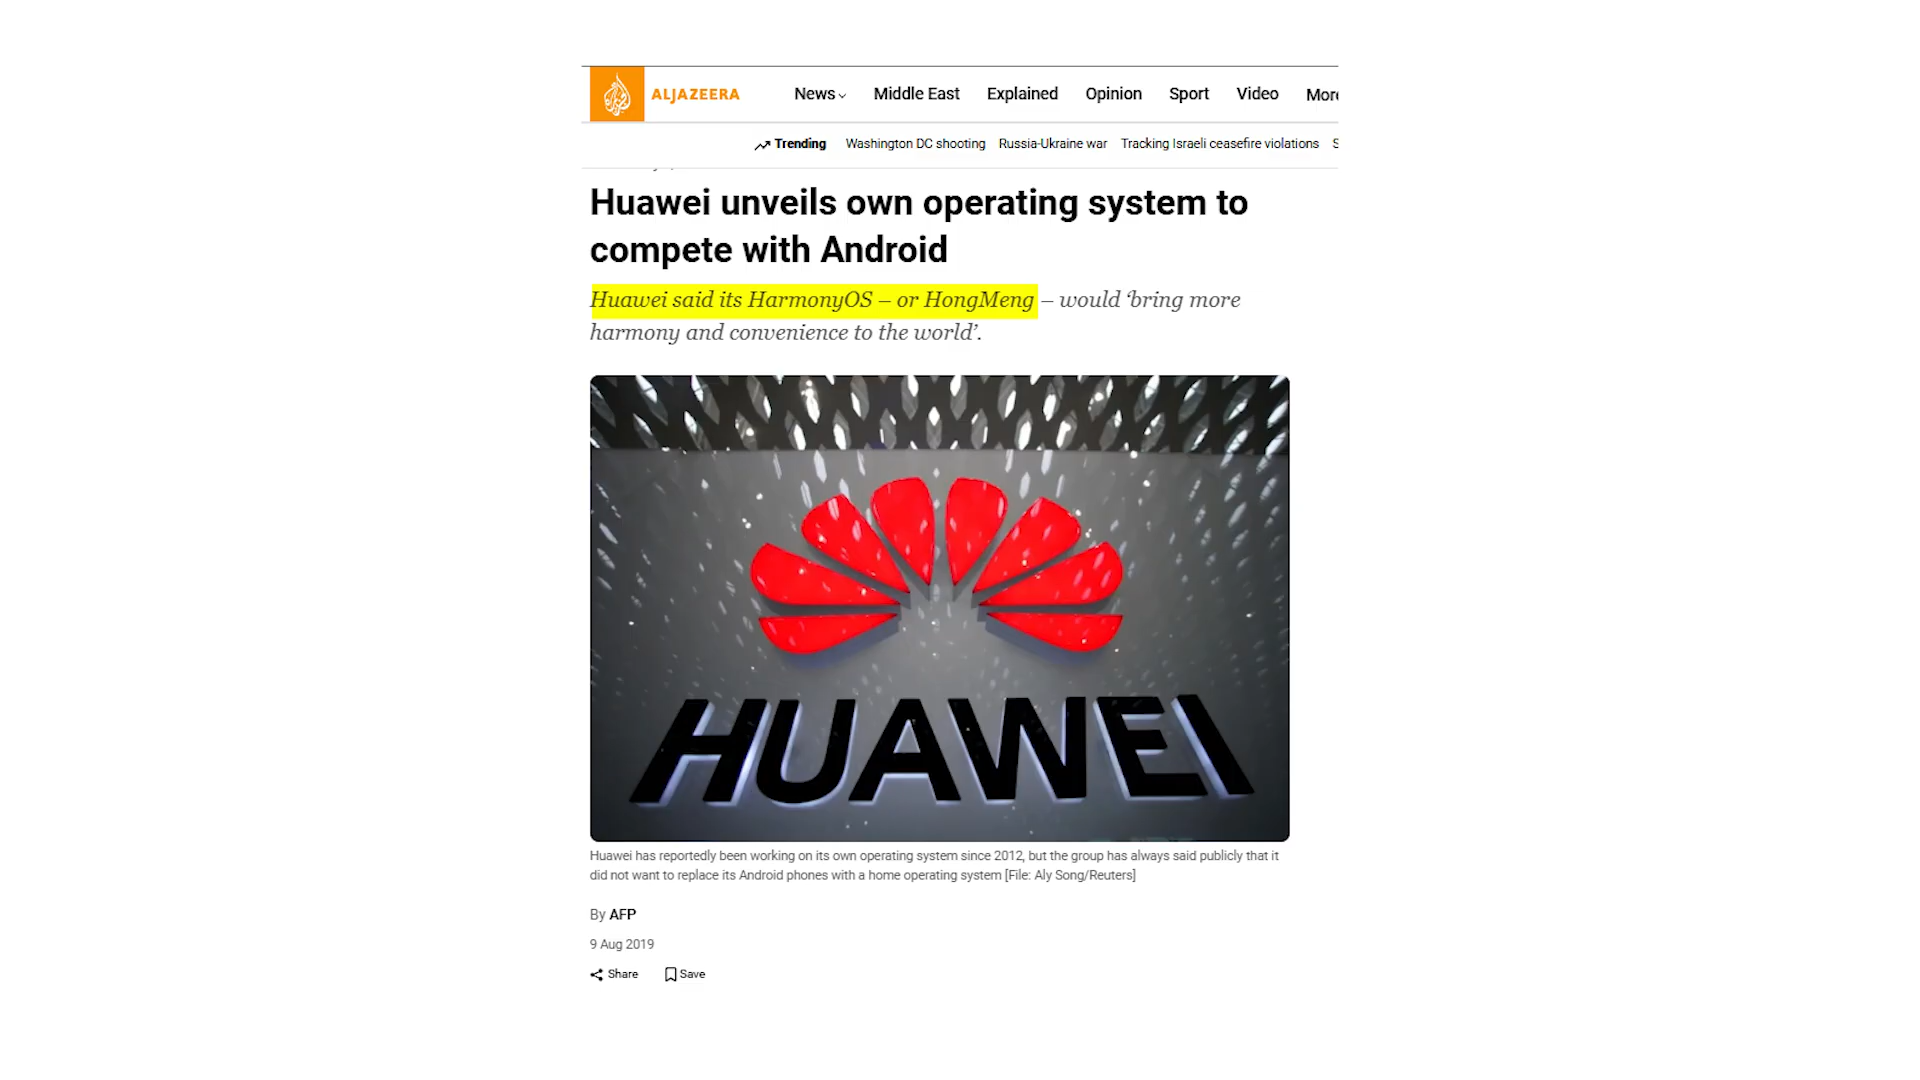 ALJAZEERA
News Middle East Explained Opinion Sport Video More
Trending Washington DC shooting Russia-Ukraine war Tracking Israeli ceasefire violations S
Huawei unveils own operating system to
compete with Android
Huawei said its HarmonyOS – or HongMeng – would ‘bring more
harmony and convenience to the world’.
HUAWEI
Huawei has reportedly been working on its own operating system since 2012, but the group has always said publicly that it
did not want to replace its Android phones with a home operating system [File: Aly Song/Reuters]
By AFP
9 Aug 2019
Share Save